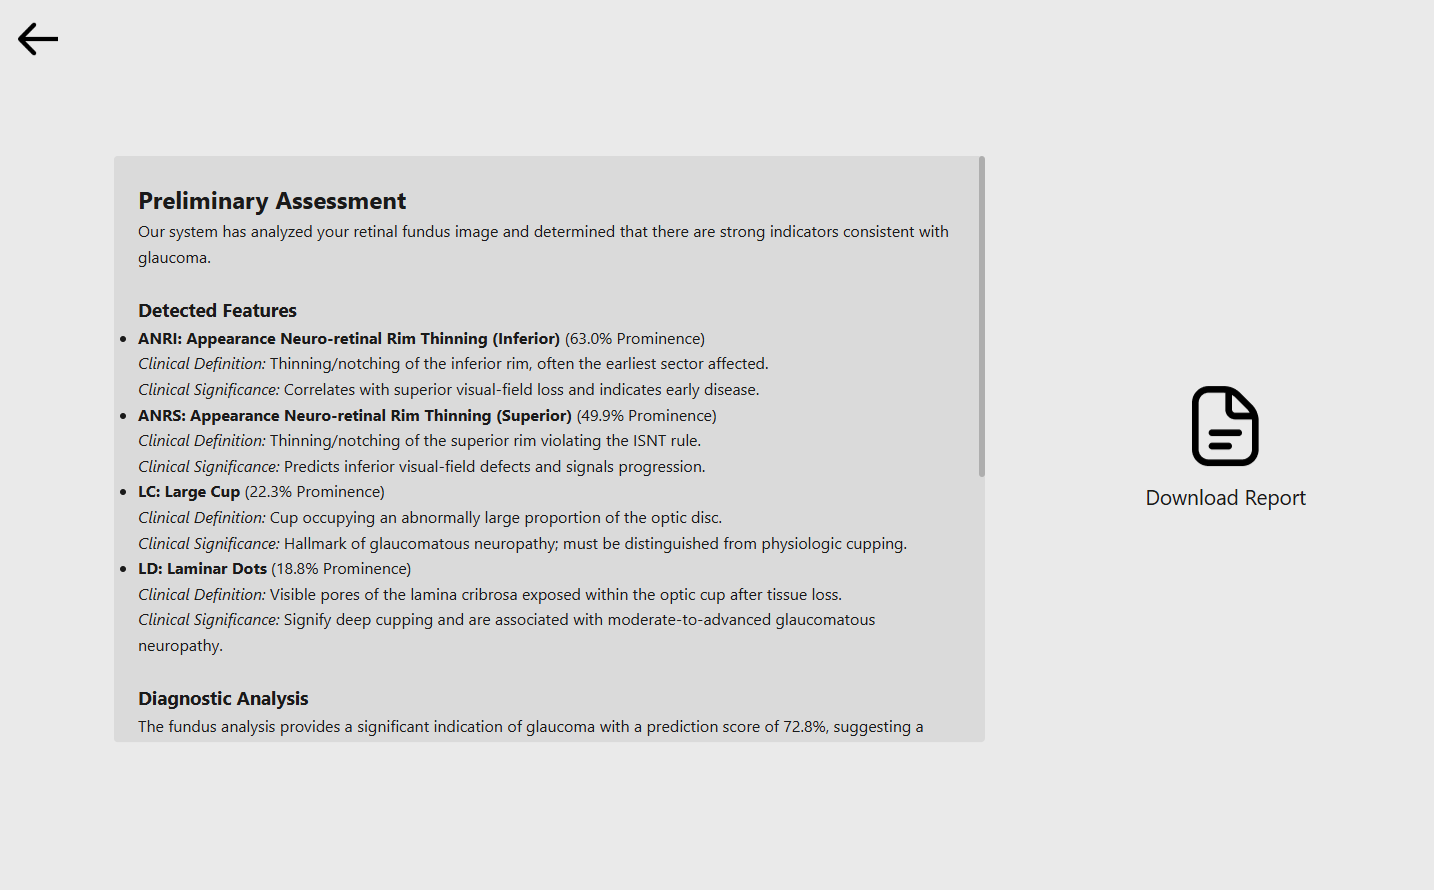 Preliminary Assessment
Our system has analyzed your retinal fundus image and determined that there are strong indicators consistent with
glaucoma.
Detected Features
• ANRI: Appearance Neuro-retinal Rim Thinning (Inferior) (63.0% Prominence)
Clinical Definition: Thinning/notching of the inferior rim, often the earliest sector affected.
Clinical Significance: Correlates with superior visual-field loss and indicates early disease.
• ANRS: Appearance Neuro-retinal Rim Thinning (Superior) (49.9% Prominence)
Clinical Definition: Thinning/notching of the superior rim violating the ISNT rule.
Clinical Significance: Predicts inferior visual-field defects and signals progression.
• LC: Large Cup (22.3% Prominence)
Clinical Definition: Cup occupying an abnormally large proportion of the optic disc.
Clinical Significance: Hallmark of glaucomatous neuropathy; must be distinguished from physiologic cupping.
• LD: Laminar Dots (18.8% Prominence)
Clinical Definition: Visible pores of the lamina cribrosa exposed within the optic cup after tissue loss.
Clinical Significance: Signify deep cupping and are associated with moderate-to-advanced glaucomatous
neuropathy.
Diagnostic Analysis
The fundus analysis provides a significant indication of glaucoma with a prediction score of 72.8%, suggesting a
Download Report